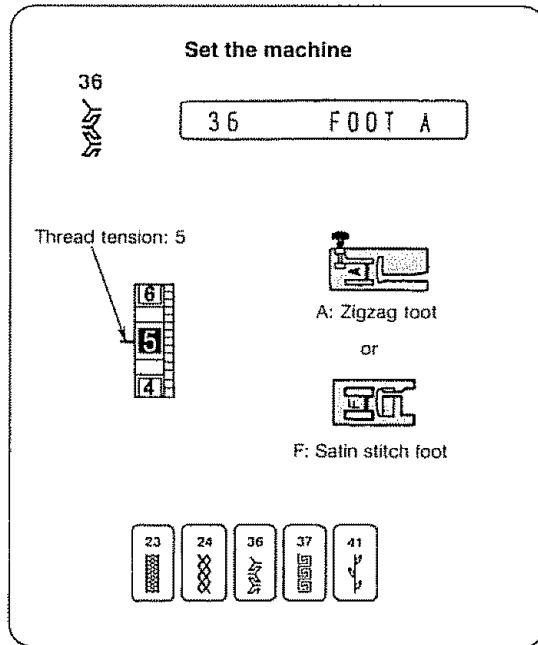 Set the machine
36
36 FOOT A
Thread tension: 5
6
5
4
A
A: Zigzag foot
or
F
F: Satin stitch foot
23 24 36 37 41